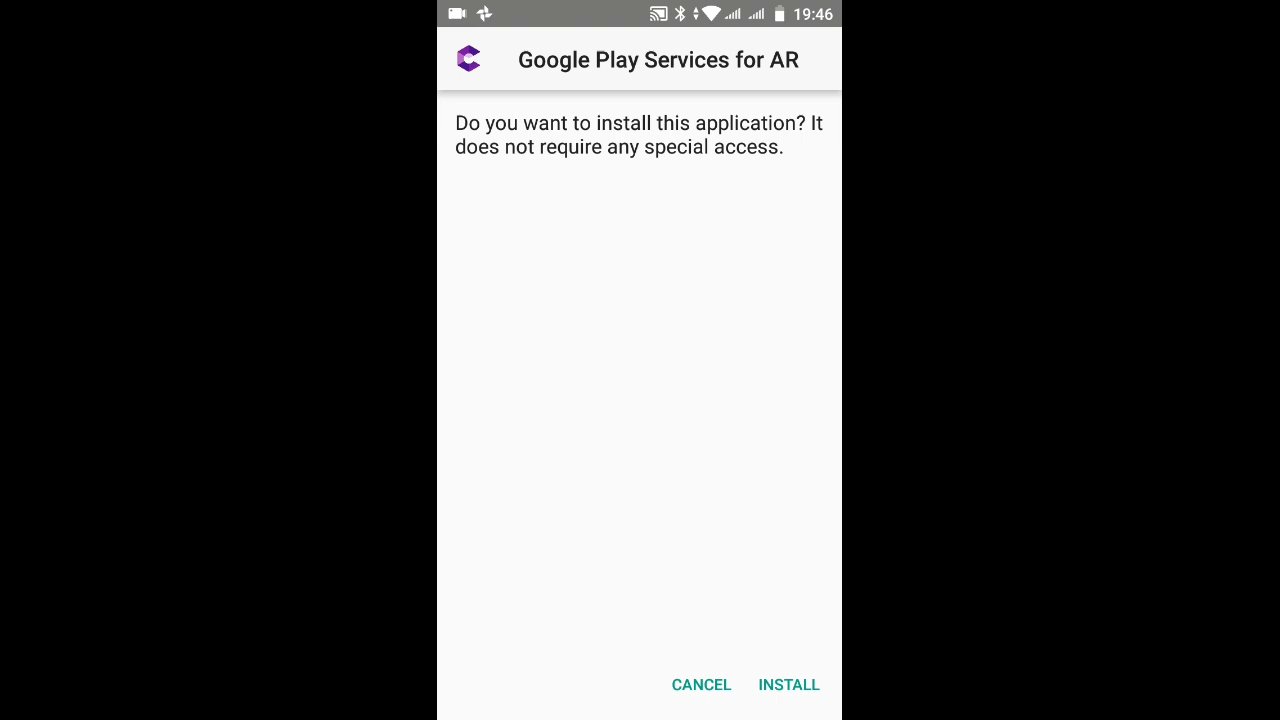 19:46
Google Play Services for AR
Do you want to install this application? It
does not require any special access.
CANCEL INSTALL